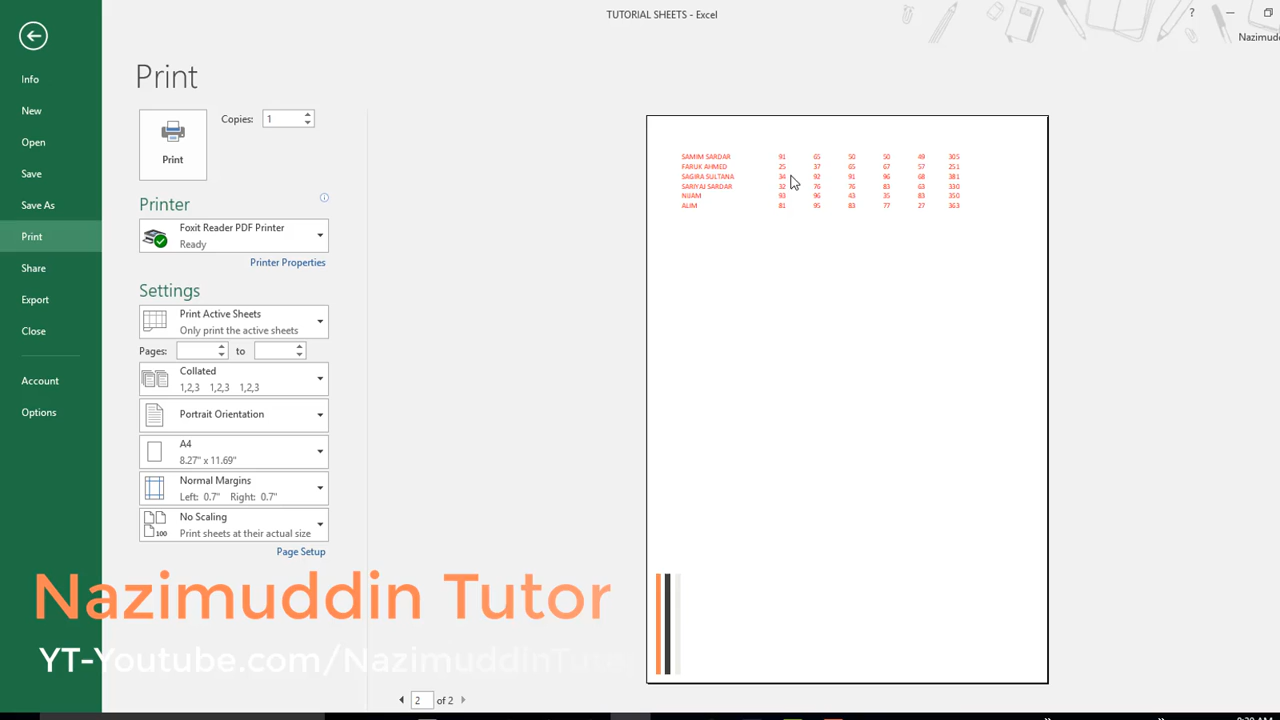 TUTORIAL SHEETS - Excel
?
Info
New
Open
Save
Save As
Print
Share
Export
Close
Account
Options
Print
Print
Copies: 1
Printer
Foxit Reader PDF Printer
Ready
Printer Properties
Settings
Print Active Sheets
Only print the active sheets
Pages: to
Collated
1,2,3 1,2,3 1,2,3
Portrait Orientation
A4
8.27" x 11.69"
Normal Margins
Left: 0.7" Right: 0.7"
No Scaling
100 Print sheets at their actual size
Page Setup
SAMIM SARDAR 91 65 50 50 49 305
FARUK AHMED 25 37 65 67 57 251
SAGIRA SULTANA 34 92 91 96 68 381
SARIYAJ SARDAR 32 76 76 83 63 330
NIJAM 93 96 43 35 83 350
ALIM 81 95 83 77 27 363
Nazimuddin Tutor
YT-Youtube.com/NazimuddinTut
2 of 2